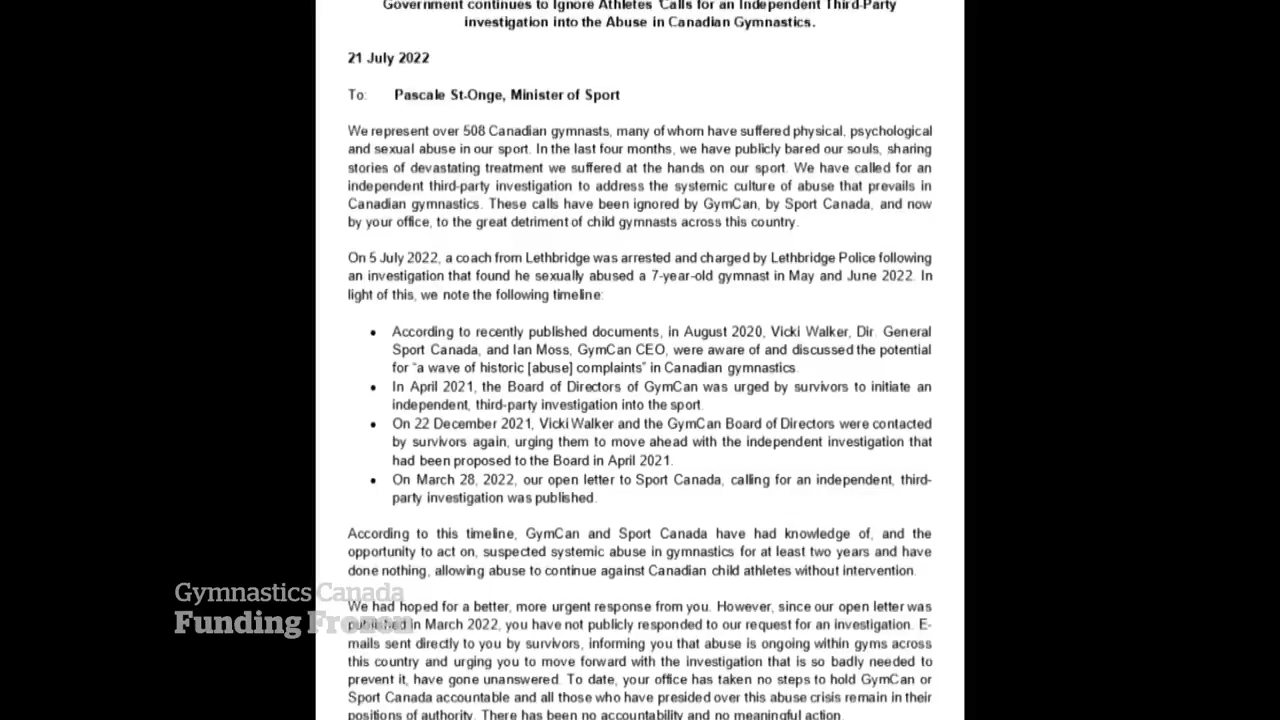 Government continues to Ignore Athletes' Calls for an Independent Third-Party
investigation into the Abuse in Canadian Gymnastics.
21 July 2022
To: Pascale St-Onge, Minister of Sport
We represent over 508 Canadian gymnasts, many of whom have suffered physical, psychological
and sexual abuse in our sport. In the last four months, we have publicly bared our souls, sharing
stories of devastating treatment we suffered at the hands on our sport. We have called for an
independent third-party investigation to address the systemic culture of abuse that prevails in
Canadian gymnastics. These calls have been ignored by GymCan, by Sport Canada, and now
by your office, to the great detriment of child gymnasts across this country.
On 5 July 2022, a coach from Lethbridge was arrested and charged by Lethbridge Police following
an investigation that found he sexually abused a 7-year-old gymnast in May and June 2022. In
light of this, we note the following timeline:
• According to recently published documents, in August 2020, Vicki Walker, Dir. General
Sport Canada, and Ian Moss, GymCan CEO, were aware of and discussed the potential
for "a wave of historic [abuse] complaints" in Canadian gymnastics.
• In April 2021, the Board of Directors of GymCan was urged by survivors to initiate an
independent, third-party investigation into the sport.
• On 22 December 2021, Vicki Walker and the GymCan Board of Directors were contacted
by survivors again, urging them to move ahead with the independent investigation that
had been proposed to the Board in April 2021.
• On March 28, 2022, our open letter to Sport Canada, calling for an independent, third-
party investigation was published.
According to this timeline, GymCan and Sport Canada have had knowledge of, and the
opportunity to act on, suspected systemic abuse in gymnastics for at least two years and have
done nothing, allowing abuse to continue against Canadian child athletes without intervention.
We had hoped for a better, more urgent response from you. However, since our open letter was
published in March 2022, you have not publicly responded to our request for an investigation. E-
mails sent directly to you by survivors, informing you that abuse is ongoing within gyms across
this country and urging you to move forward with the investigation that is so badly needed to
prevent it, have gone unanswered. To date, your office has taken no steps to hold GymCan or
Sport Canada accountable and all those who have presided over this abuse crisis remain in their
positions of authority. There has been no accountability and no meaningful action.
Gymnastics Canada
Funding Frozen